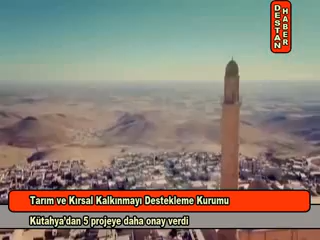 DESTAN
HABER
Tarım ve Kırsal Kalkınmayı Destekleme Kurumu
Kütahya'dan 5 projeye daha onay verdi